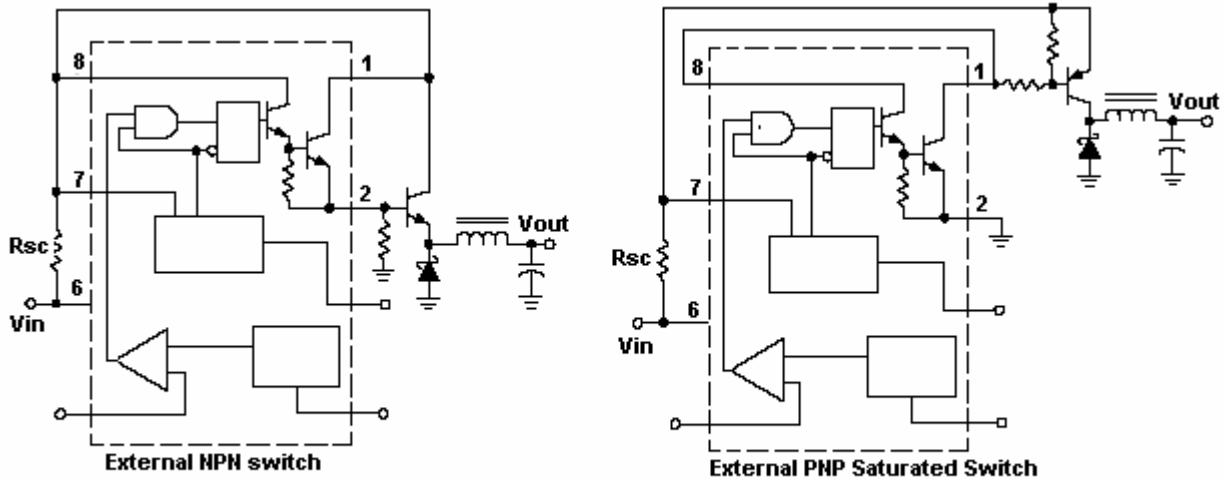 8
1
7
2
Rsc
Vout
6
Vin
External NPN switch
8
1
Vout
7
2
Rsc
6
Vin
External PNP Saturated Switch